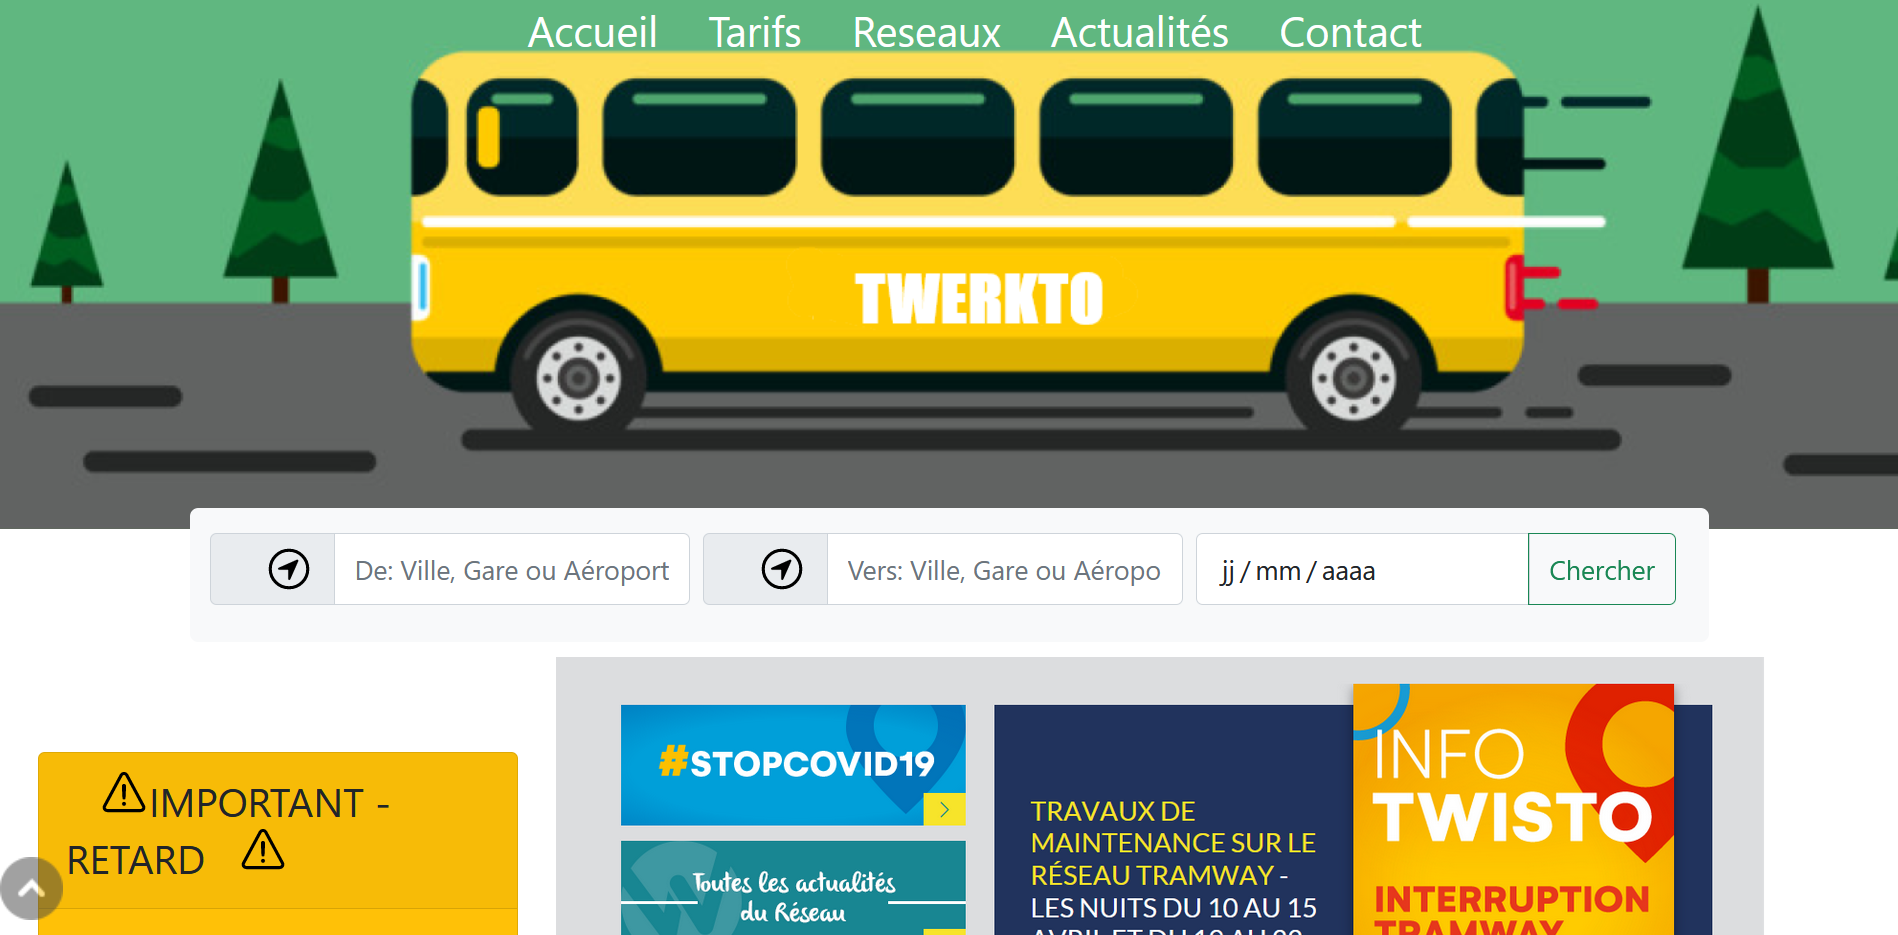 Accueil Tarifs Reseaux Actualités Contact
TWERKTO
De: Ville, Gare ou Aéroport
Vers: Ville, Gare ou Aéropo
jj / mm / aaaa
Chercher
IMPORTANT -
RETARD
#STOPCOVID19
Toutes les actualités
du Réseau
TRAVAUX DE
MAINTENANCE SUR LE
RÉSEAU TRAMWAY -
LES NUITS DU 10 AU 15
INFO
TWISTO
INTERRUPTION
TRAMWAY